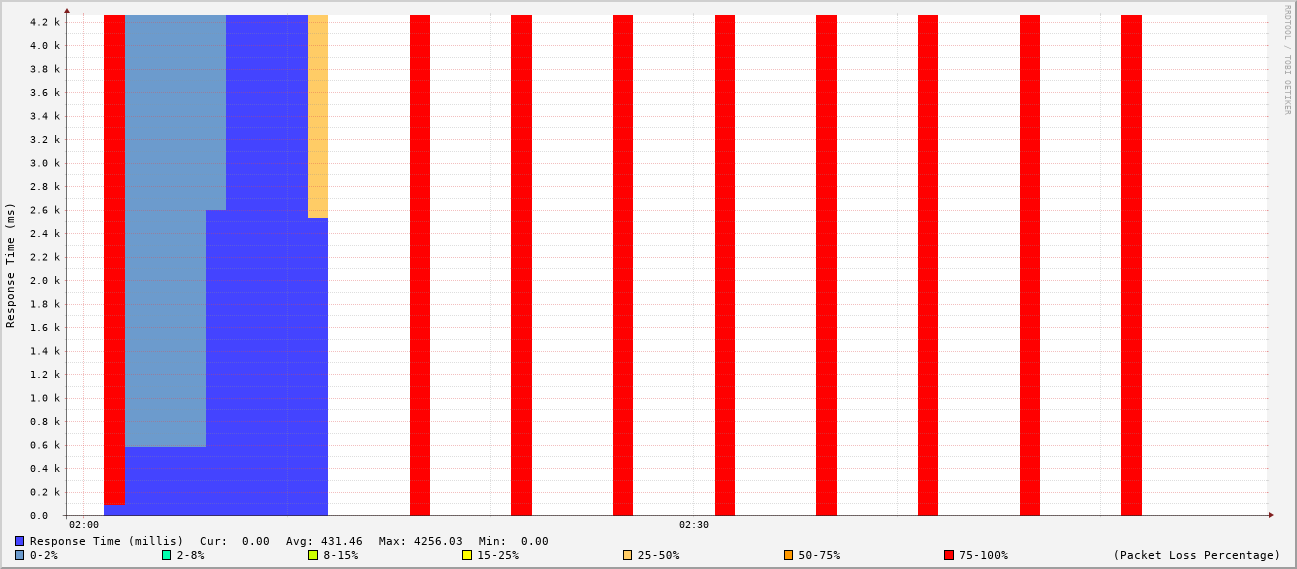 RRDTOOL / TOBI OETIKER
Response Time (ms)
4.2 k
4.0 k
3.8 k
3.6 k
3.4 k
3.2 k
3.0 k
2.8 k
2.6 k
2.4 k
2.2 k
2.0 k
1.8 k
1.6 k
1.4 k
1.2 k
1.0 k
0.8 k
0.6 k
0.4 k
0.2 k
0.0
02:00 02:30
Response Time (millis) Cur: 0.00 Avg: 431.46 Max: 4256.03 Min: 0.00
0-2% 2-8% 8-15% 15-25% 25-50% 50-75% 75-100% (Packet Loss Percentage)